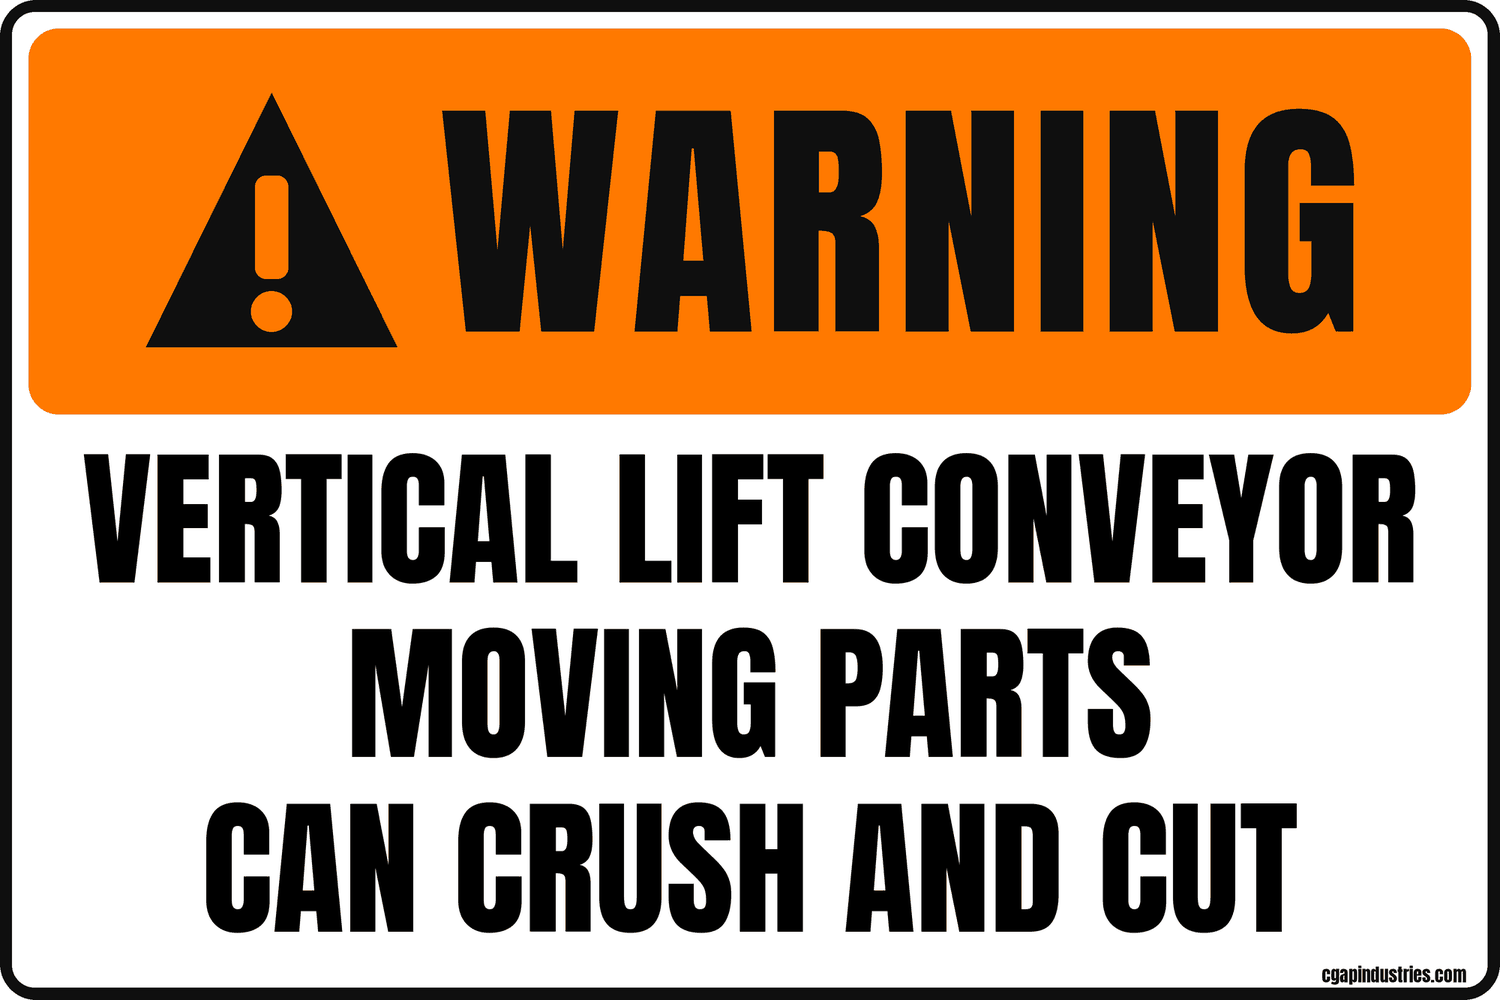 WARNING
VERTICAL LIFT CONVEYOR
MOVING PARTS
CAN CRUSH AND CUT
cgapindustries.com